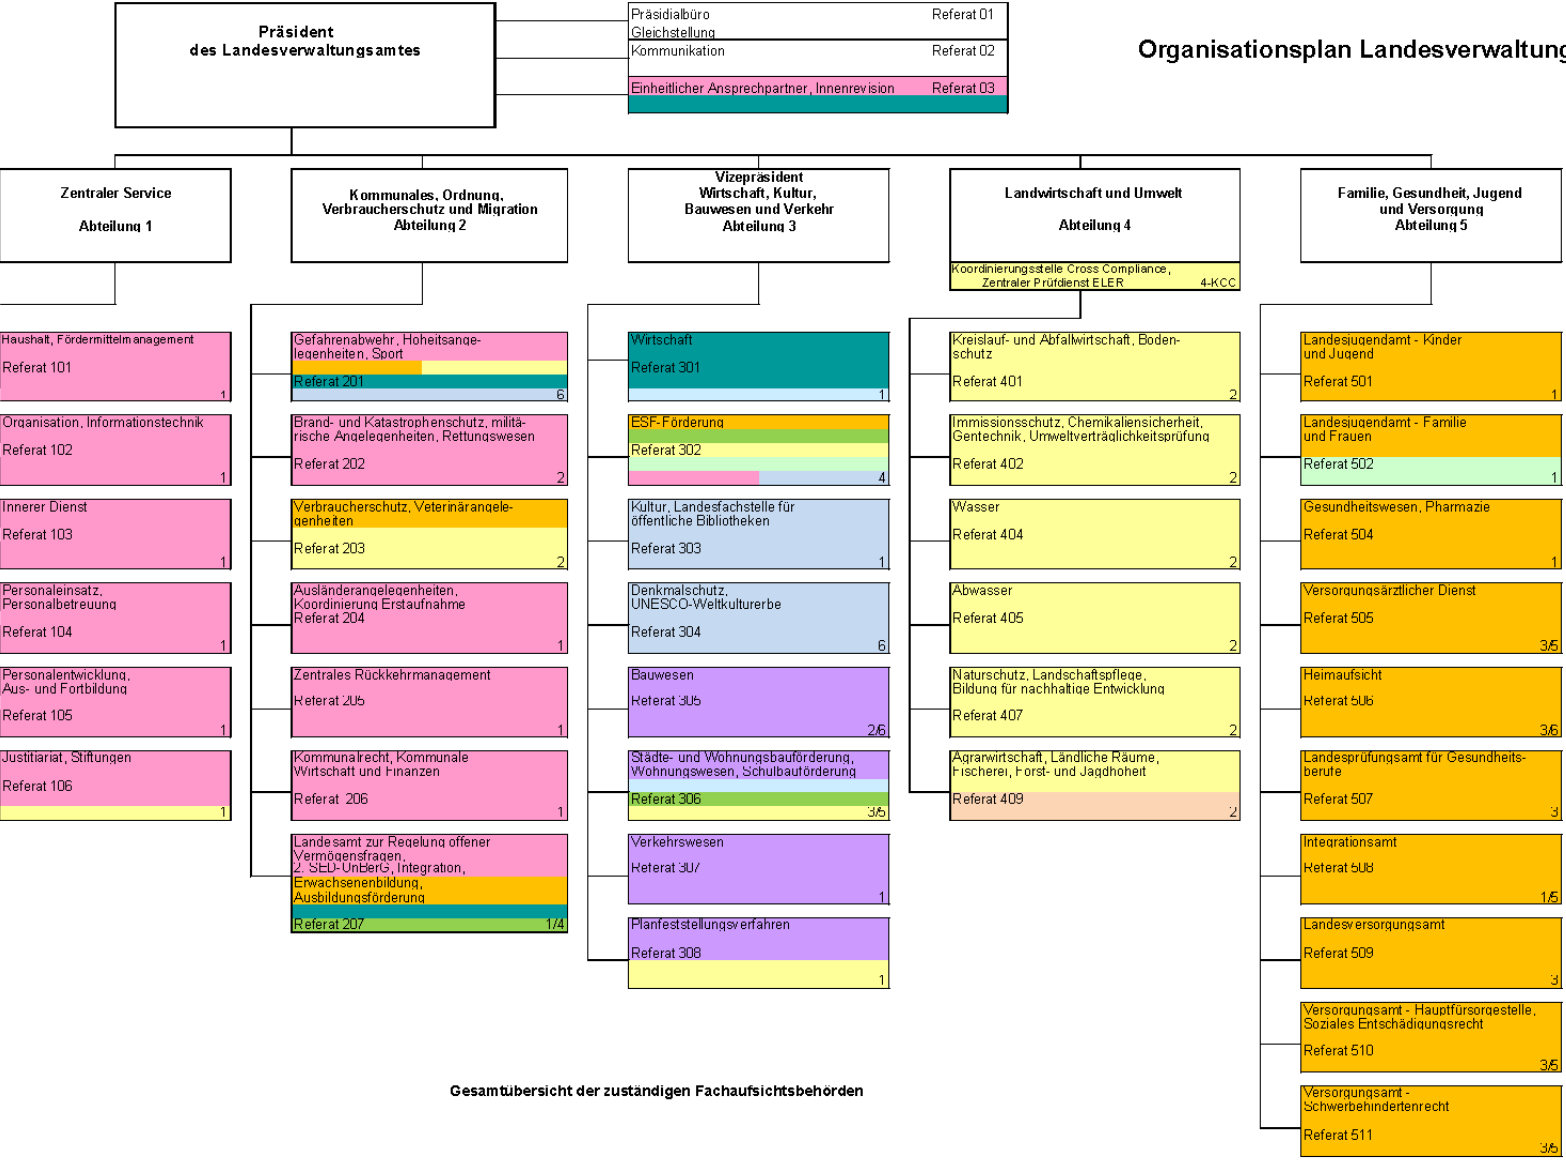 Präsident
des Landesverwaltungsamtes
Präsidialbüro Referat 01
Gleichstellung
Kommunikation Referat 02
Einheitlicher Ansprechpartner, Innenrevision Referat 03
Organisationsplan Landesverwaltung
Zentraler Service
Abteilung 1
Kommunales, Ordnung,
Verbraucherschutz und Migration
Abteilung 2
Vizepräsident
Wirtschaft, Kultur,
Bauwesen und Verkehr
Abteilung 3
Landwirtschaft und Umwelt
Abteilung 4
Koordinierungsstelle Cross Compliance,
Zentraler Prüfdienst ELER 4-KCC
Familie, Gesundheit, Jugend
und Versorgung
Abteilung 5
Haushalt, Fördermittelmanagement
Referat 101
1
Organisation, Informationstechnik
Referat 102
1
Innerer Dienst
Referat 103
1
Personaleinsatz,
Personalbetreuung
Referat 104
1
Personalentwicklung,
Aus- und Fortbildung
Referat 105
1
Justitiariat, Stiftungen
Referat 106
1
Gefahrenabwehr, Hoheitsange-
legenheiten, Sport
Referat 201
6
Brand- und Katastrophenschutz, militä-
rische Angelegenheiten, Rettungswesen
Referat 202
2
Verbraucherschutz, Veterinärangele-
genheiten
Referat 203
2
Ausländerangelegenheiten,
Koordinierung Erstaufnahme
Referat 204
1
Zentrales Rückkehrmanagement
Referat 205
1
Kommunalrecht, Kommunale
Wirtschaft und Finanzen
Referat 206
1
Landesamt zur Regelung offener
Vermögensfragen,
2. SED-UnBerG, Integration,
Erwachsenenbildung,
Ausbildungsförderung
Referat 207 1/4
Wirtschaft
Referat 301
1
ESF-Förderung
Referat 302
4
Kultur, Landesfachstelle für
öffentliche Bibliotheken
Referat 303
1
Denkmalschutz,
UNESCO-Weltkulturerbe
Referat 304
6
Bauwesen
Referat 305
2/6
Städte- und Wohnungsbauförderung,
Wohnungswesen, Schulbauförderung
Referat 306
3/5
Verkehrswesen
Referat 307
1
Planfeststellungsverfahren
Referat 308
1
Kreislauf- und Abfallwirtschaft, Boden-
schutz
Referat 401
2
Immissionsschutz, Chemikaliensicherheit,
Gentechnik, Umweltverträglichkeitsprüfung
Referat 402
2
Wasser
Referat 404
2
Abwasser
Referat 405
2
Naturschutz, Landschaftspflege,
Bildung für nachhaltige Entwicklung
Referat 407
2
Agrarwirtschaft, Ländliche Räume,
Fischerei, Forst- und Jagdhoheit
Referat 409
2
Landesjugendamt - Kinder
und Jugend
Referat 501
1
Landesjugendamt - Familie
und Frauen
Referat 502
1
Gesundheitswesen, Pharmazie
Referat 504
1
Versorgungsärztlicher Dienst
Referat 505
3/5
Heimaufsicht
Referat 506
3/6
Landesprüfungsamt für Gesundheits-
berufe
Referat 507
3
Integrationsamt
Referat 508
1/5
Landesversorgungsamt
Referat 509
3
Versorgungsamt - Hauptfürsorgestelle,
Soziales Entschädigungsrecht
Referat 510
3/5
Versorgungsamt -
Schwerbehindertenrecht
Referat 511
3/5
Gesamtübersicht der zuständigen Fachaufsichtsbehörden